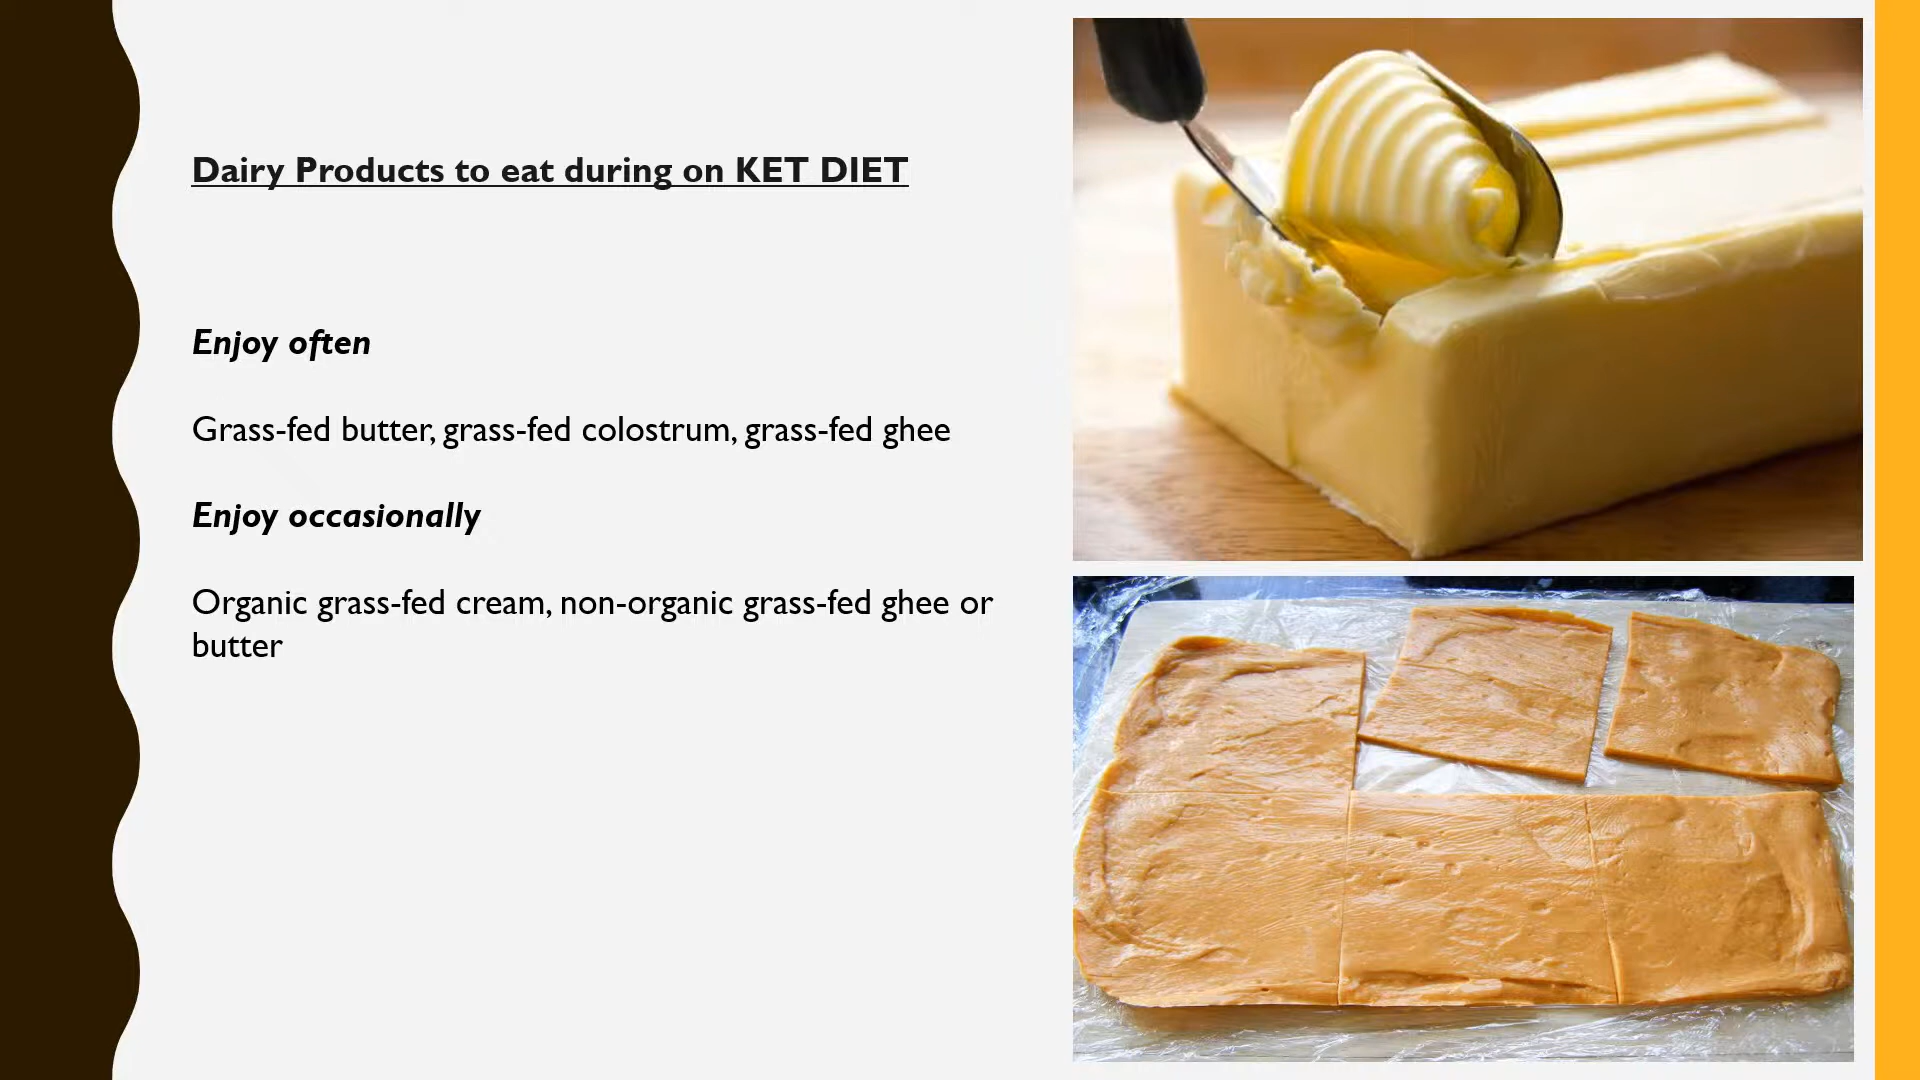 Dairy Products to eat during on KET DIET
Enjoy often
Grass-fed butter, grass-fed colostrum, grass-fed ghee
Enjoy occasionally
Organic grass-fed cream, non-organic grass-fed ghee or
butter